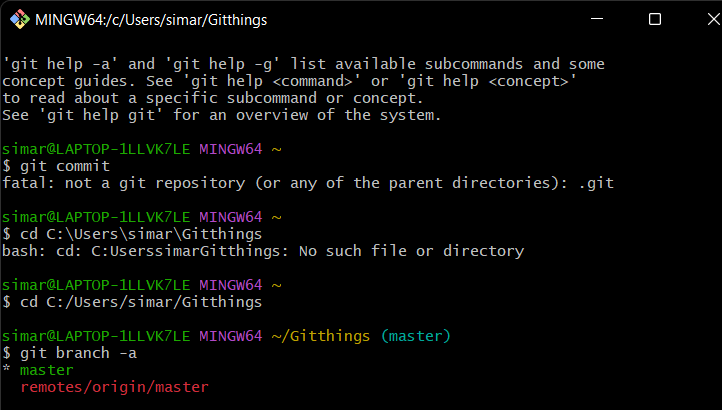 MINGW64:/c/Users/simar/Gitthings
'git help -a' and 'git help -g' list available subcommands and some
concept guides. See 'git help <command>' or 'git help <concept>'
to read about a specific subcommand or concept.
See 'git help git' for an overview of the system.
simar@LAPTOP-1LLVK7LE MINGW64 ~
$ git commit
fatal: not a git repository (or any of the parent directories): .git
simar@LAPTOP-1LLVK7LE MINGW64 ~
$ cd C:\Users\simar\Gitthings
bash: cd: C:UserssimarGitthings: No such file or directory
simar@LAPTOP-1LLVK7LE MINGW64 ~
$ cd C:/Users/simar/Gitthings
simar@LAPTOP-1LLVK7LE MINGW64 ~/Gitthings (master)
$ git branch -a
* master
remotes/origin/master